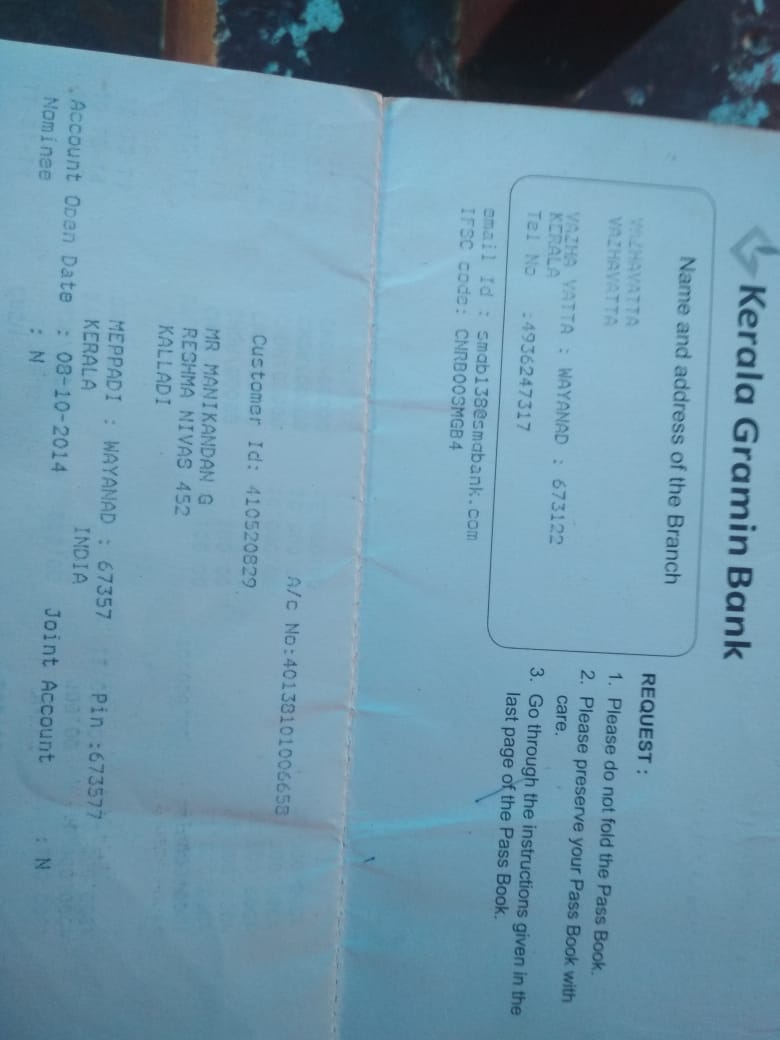 Kerala Gramin Bank
Name and address of the Branch
VAZHAVATTA
VAZHAVATTA
VAZHA VATTA : WAYANAD : 673122
KERALA
Tel No :4936247317
email Id : smgb138@smgbank.com
IFSC code: CNRB00SMGB4
REQUEST :
1. Please do not fold the Pass Book.
2. Please preserve your Pass Book with
care.
3. Go through the instructions given in the
last page of the Pass Book.
A/c No:40138101006658
Customer Id: 410520829
MR MANIKANDAN G
RESHMA NIVAS 452
KALLADI
MEPPADI : WAYANAD : 67357 Pin :673577
KERALA INDIA
Account Open Date : 08-10-2014 Joint Account : N
Nominee : N